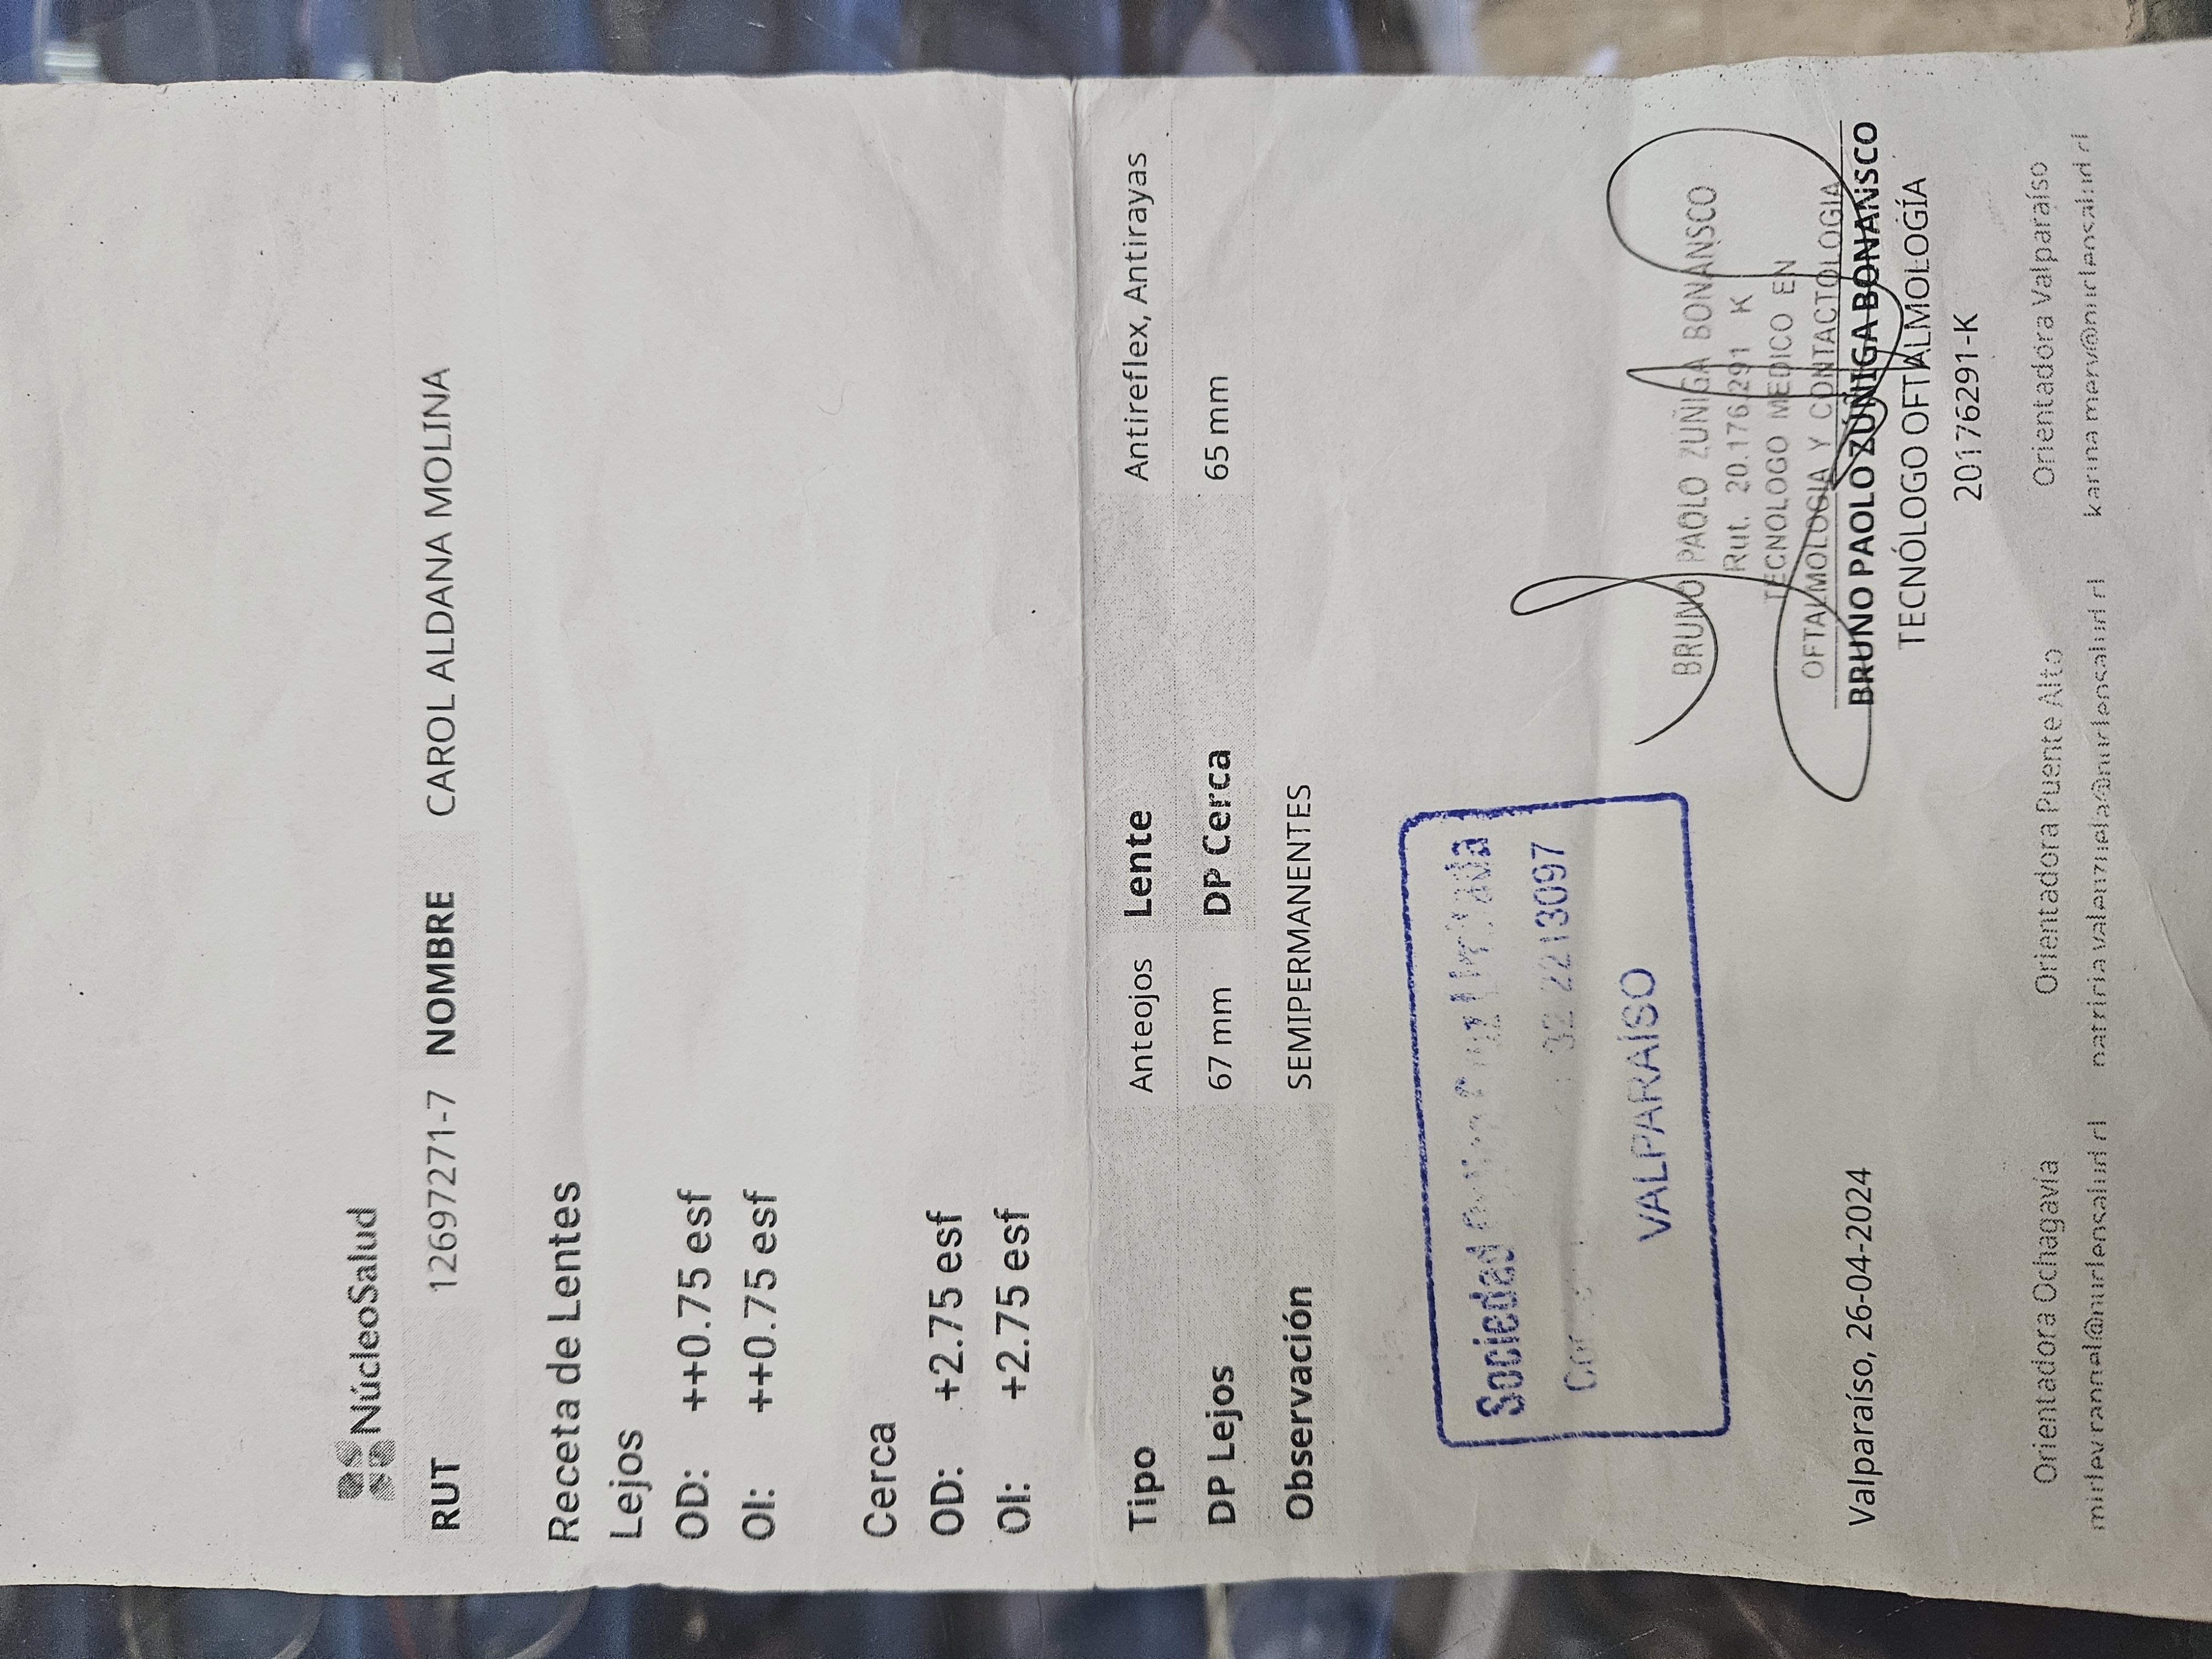 NúcleoSalud
RUT 12697271-7 NOMBRE CAROL ALDANA MOLINA
Receta de Lentes
Lejos
OD: ++0.75 esf
OI: ++0.75 esf
Cerca
OD: +2.75 esf
OI: +2.75 esf
Tipo Anteojos Lente Antireflex, Antirayas
DP Lejos 67 mm DP Cerca 65 mm
Observación SEMIPERMANENTES
Sociedad Limitada
32 2213097
VALPARAÍSO
BRUNO PAOLO ZÚÑIGA BONANSCO
Rut. 20.176.291 K
TECNOLOGO MEDICO EN
OFTALMOLOGIA Y CONTACTOLOGIA
Valparaíso, 26-04-2024
BRUNO PAOLO ZÚÑIGA BONANSCO
TECNÓLOGO OFTALMOLOGÍA
20176291-K
Orientadora Ochagavía Orientadora Puente Alto Orientadora Valparaíso
mirley.rangel@nucleosalud.cl patricia.valenzuela@nucleosalud.cl karina.mery@nucleosalud.cl